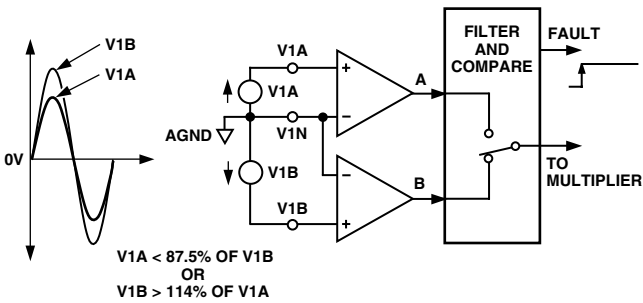 V1B
V1A
0V
V1A < 87.5% OF V1B
OR
V1B > 114% OF V1A
AGND
V1A
V1A
V1N
V1B
V1B
+
−
−
+
A
B
FILTER
AND
COMPARE
FAULT
TO
MULTIPLIER